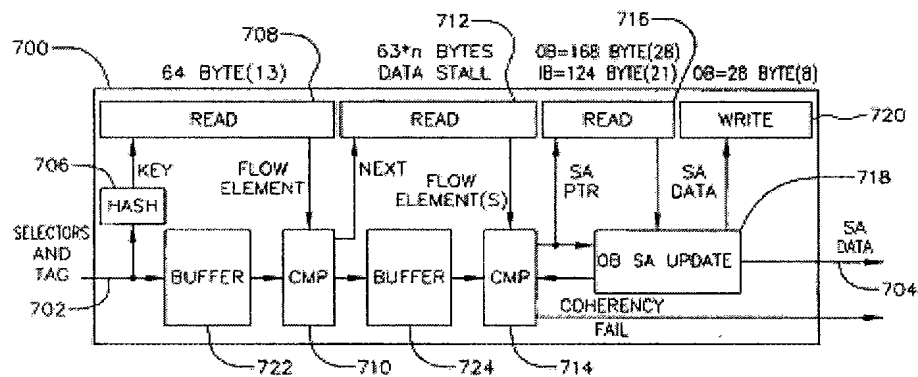 700
708
712
716
64 BYTE(13)
63*n BYTES
DATA STALL
OB=168 BYTE(28)
IB=124 BYTE(21)
OB=28 BYTE(8)
READ
READ
READ
WRITE
720
706
KEY
HASH
FLOW
ELEMENT
NEXT
FLOW
ELEMENT(S)
SA
PTR
SA
DATA
718
SELECTORS
AND
TAG
702
BUFFER
CMP
BUFFER
CMP
OB SA UPDATE
SA
DATA
704
COHERENCY
FAIL
722
710
724
714